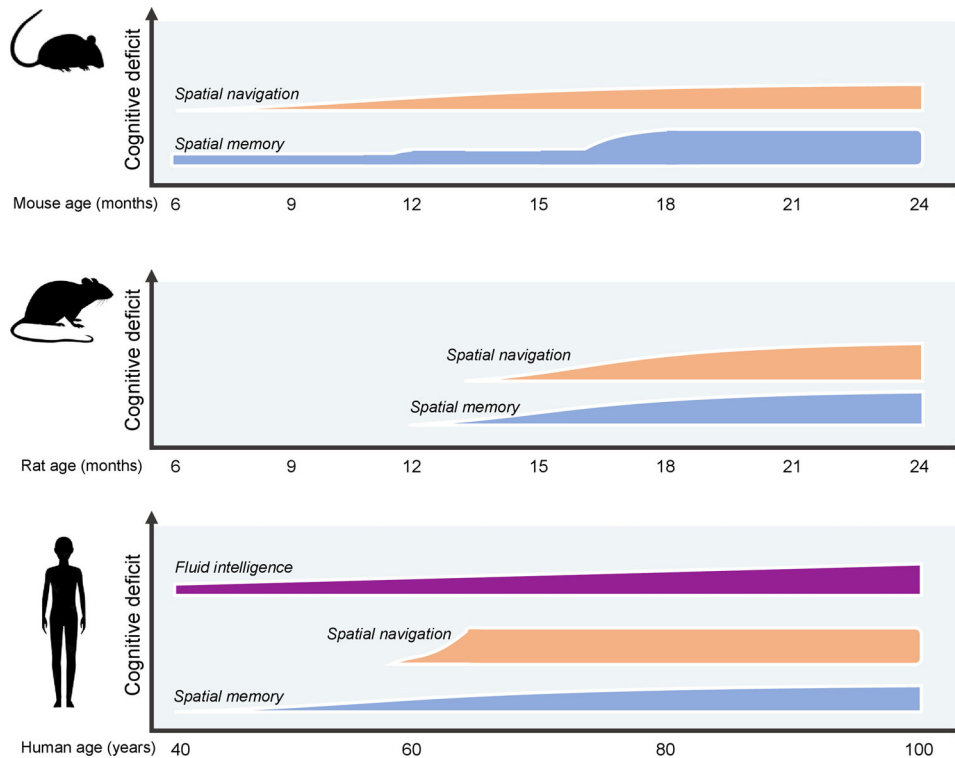 Cognitive deficit
Spatial navigation
Spatial memory
Mouse age (months) 6 9 12 15 18 21 24
Cognitive deficit
Spatial navigation
Spatial memory
Rat age (months) 6 9 12 15 18 21 24
Cognitive deficit
Fluid intelligence
Spatial navigation
Spatial memory
Human age (years) 40 60 80 100